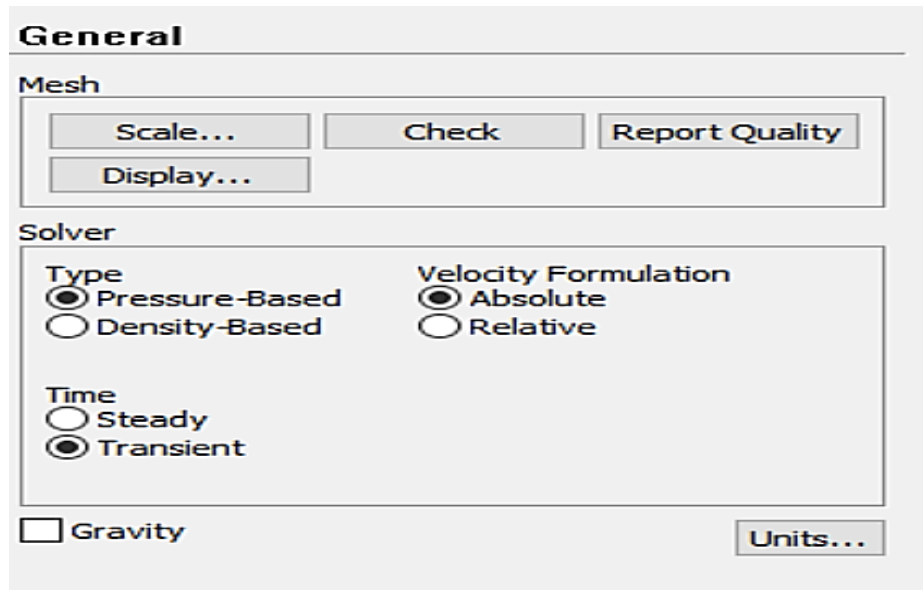 General
Mesh
Scale... Check Report Quality
Display...
Solver
Type Velocity Formulation
Pressure-Based Absolute
Density-Based Relative
Time
Steady
Transient
Gravity Units...